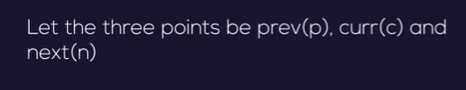 Let the three points be prev(p), curr(c) and
next(n)